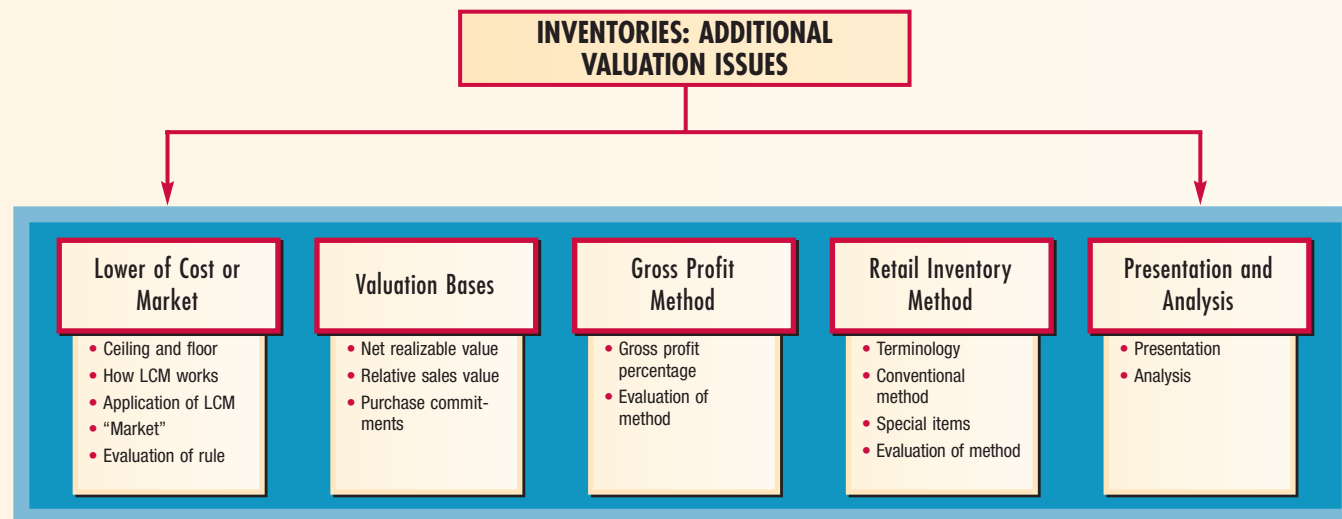 INVENTORIES: ADDITIONAL
VALUATION ISSUES
Lower of Cost or
Market
• Ceiling and floor
• How LCM works
• Application of LCM
• “Market”
• Evaluation of rule
Valuation Bases
• Net realizable value
• Relative sales value
• Purchase commit-
ments
Gross Profit
Method
• Gross profit
percentage
• Evaluation of
method
Retail Inventory
Method
• Terminology
• Conventional
method
• Special items
• Evaluation of method
Presentation and
Analysis
• Presentation
• Analysis